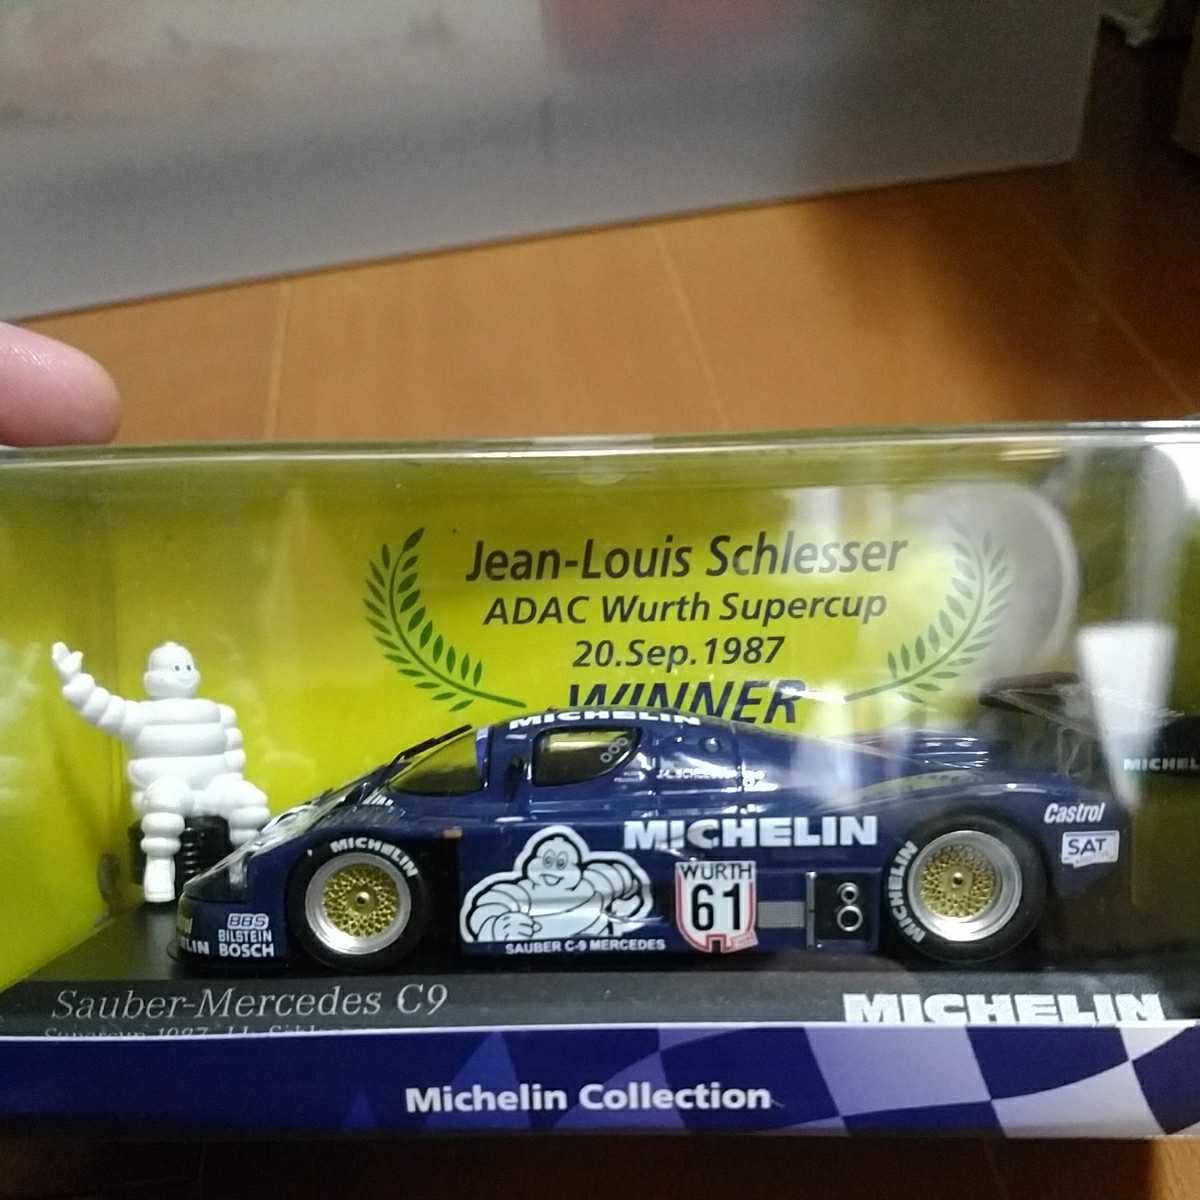 Jean-Louis Schlesser
ADAC Wurth Supercup
20.Sep.1987
WINNER
MICHELIN
MICHELIN
MICHELIN
Castrol
SAT
MICHELIN
WURTH
61
MICHELIN
BBS
BILSTEIN
BOSCH
SAUBER C-9 MERCEDES
Sauber-Mercedes C9
MICHELIN
Michelin Collection